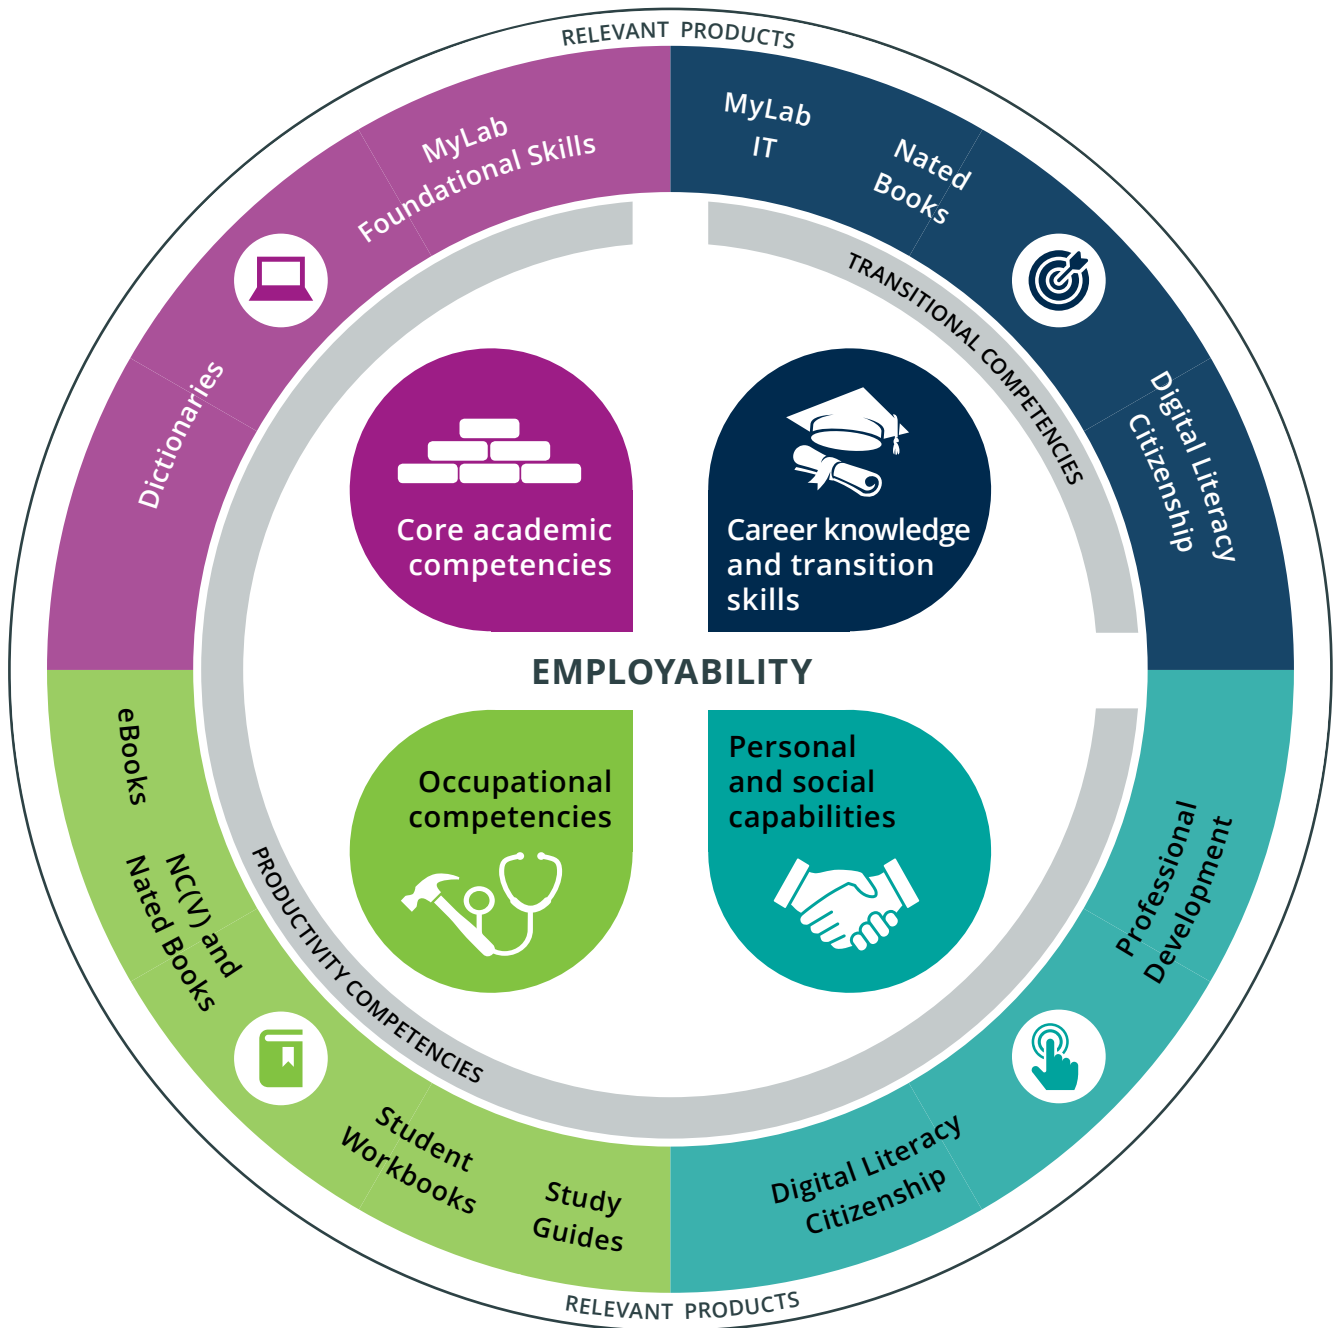 RELEVANT PRODUCTS
MyLab
Foundational Skills
Dictionaries
MyLab
IT
Nated
Books
Digital Literacy
Citizenship
TRANSITIONAL COMPETENCIES
Core academic
competencies
Career knowledge
and transition
skills
EMPLOYABILITY
Occupational
competencies
Personal
and social
capabilities
PRODUCTIVITY COMPETENCIES
eBooks
NC(V) and
Nated Books
Student
Workbooks
Study
Guides
Professional
Development
Digital Literacy
Citizenship
RELEVANT PRODUCTS